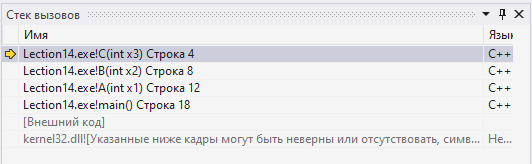 Стек вызовов
Имя Язык
Lection14.exe!C(int x3) Строка 4 C++
Lection14.exe!B(int x2) Строка 8 C++
Lection14.exe!A(int x1) Строка 12 C++
Lection14.exe!main() Строка 18 C++
[Внешний код]
kernel32.dll![Указанные ниже кадры могут быть неверны или отсутствовать, симв... Не...